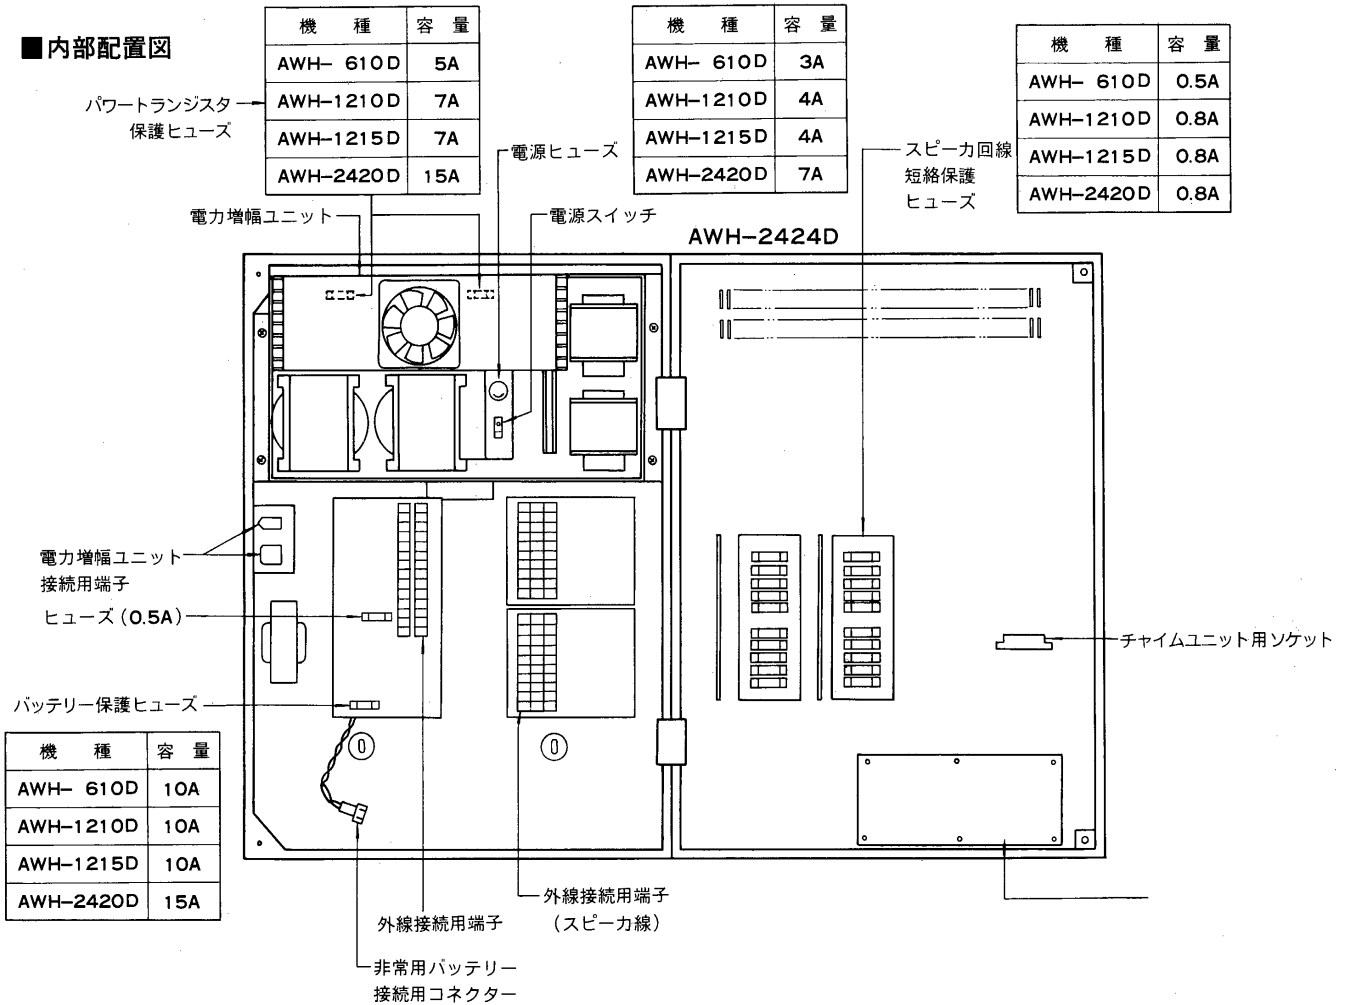 ■内部配置図
機 種 容 量
AWH- 610D 5A
AWH-1210D 7A
AWH-1215D 7A
AWH-2420D 15A
パワートランジスタ
保護ヒューズ
機 種 容 量
AWH- 610D 3A
AWH-1210D 4A
AWH-1215D 4A
AWH-2420D 7A
電源ヒューズ
機 種 容 量
AWH- 610D 0.5A
AWH-1210D 0.8A
AWH-1215D 0.8A
AWH-2420D 0.8A
スピーカ回線
短絡保護
ヒューズ
電力増幅ユニット
電源スイッチ
AWH-2424D
電力増幅ユニット
接続用端子
ヒューズ(0.5A)
チャイムユニット用ソケット
バッテリー保護ヒューズ
機 種 容 量
AWH- 610D 10A
AWH-1210D 10A
AWH-1215D 10A
AWH-2420D 15A
外線接続用端子
外線接続用端子
(スピーカ線)
非常用バッテリー
接続用コネクター